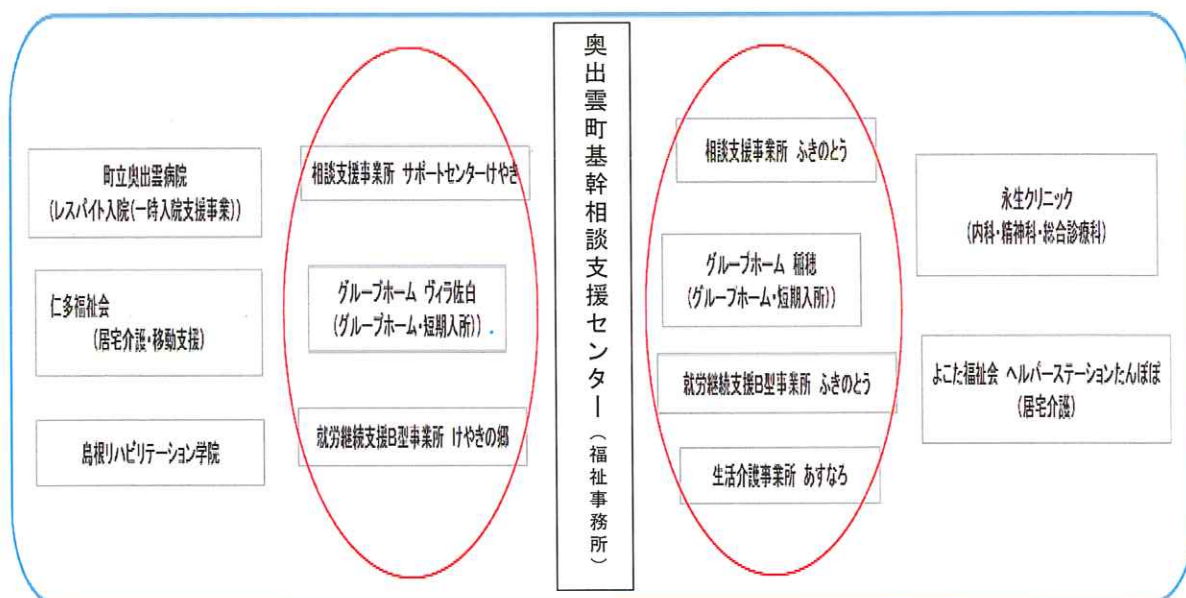 町立奥出雲病院
(レスパイト入院(一時入院支援事業))
仁多福祉会
(居宅介護・移動支援)
島根リハビリテーション学院
相談支援事業所 サポートセンターけやき
グループホーム ヴィラ佐白
(グループホーム・短期入所))
就労継続支援B型事業所 けやきの郷
奥出雲町基幹相談支援センター(福祉事務所)
相談支援事業所 ふきのとう
グループホーム 稲穂
(グループホーム・短期入所))
就労継続支援B型事業所 ふきのとう
生活介護事業所 あすなろ
永生クリニック
(内科・精神科・総合診療科)
よこた福祉会 ヘルパーステーションたんぽぽ
(居宅介護)